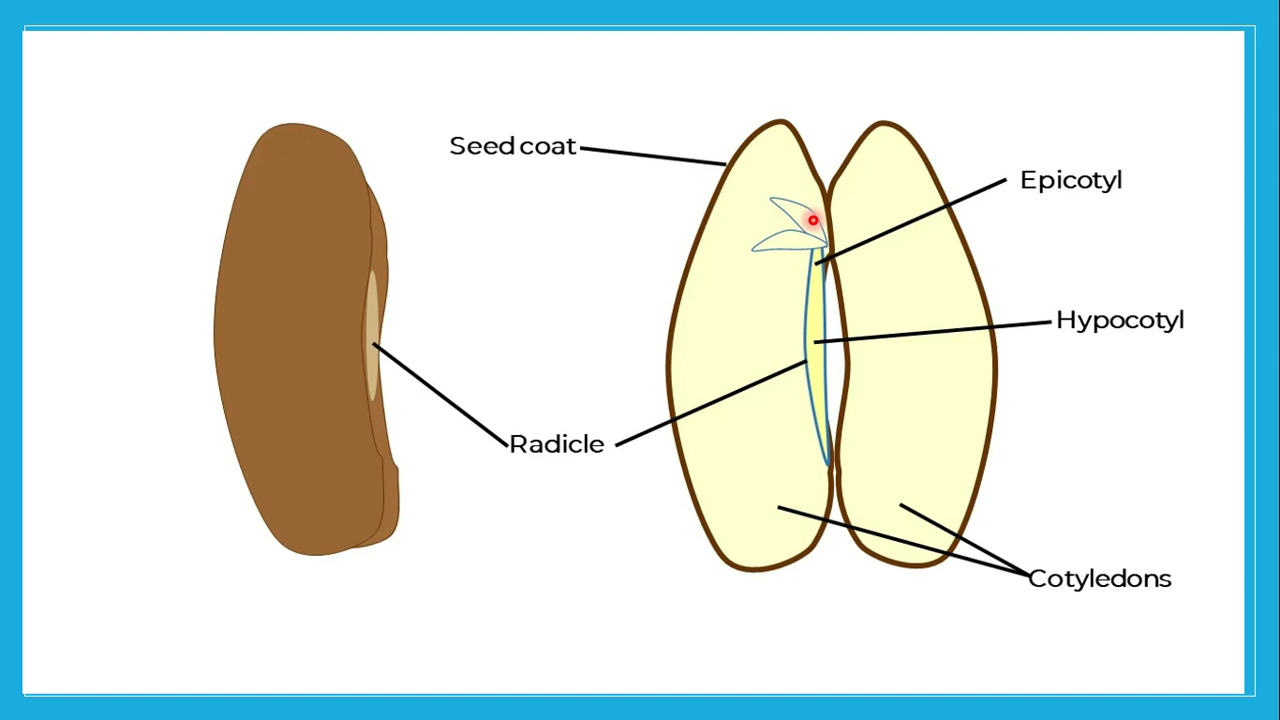 Seed coat
Epicotyl
Hypocotyl
Radicle
Cotyledons